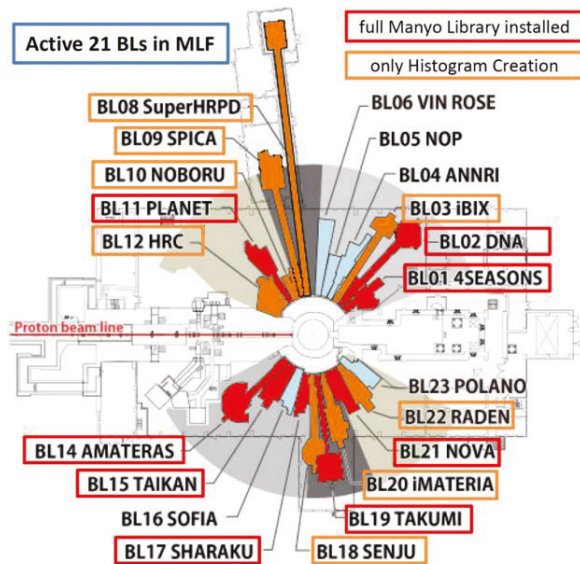 Active 21 BLs in MLF
full Manyo Library installed
only Histogram Creation
BL08 SuperHRPD
BL09 SPICA
BL10 NOBORU
BL11 PLANET
BL12 HRC
BL06 VIN ROSE
BL05 NOP
BL04 ANNRI
BL03 iBIX
BL02 DNA
BL01 4SEASONS
Proton beam line
BL23 POLANO
BL22 RADEN
BL21 NOVA
BL20 iMATERIA
BL19 TAKUMI
BL14 AMATERAS
BL15 TAIKAN
BL16 SOFIA
BL17 SHARAKU
BL18 SENJU